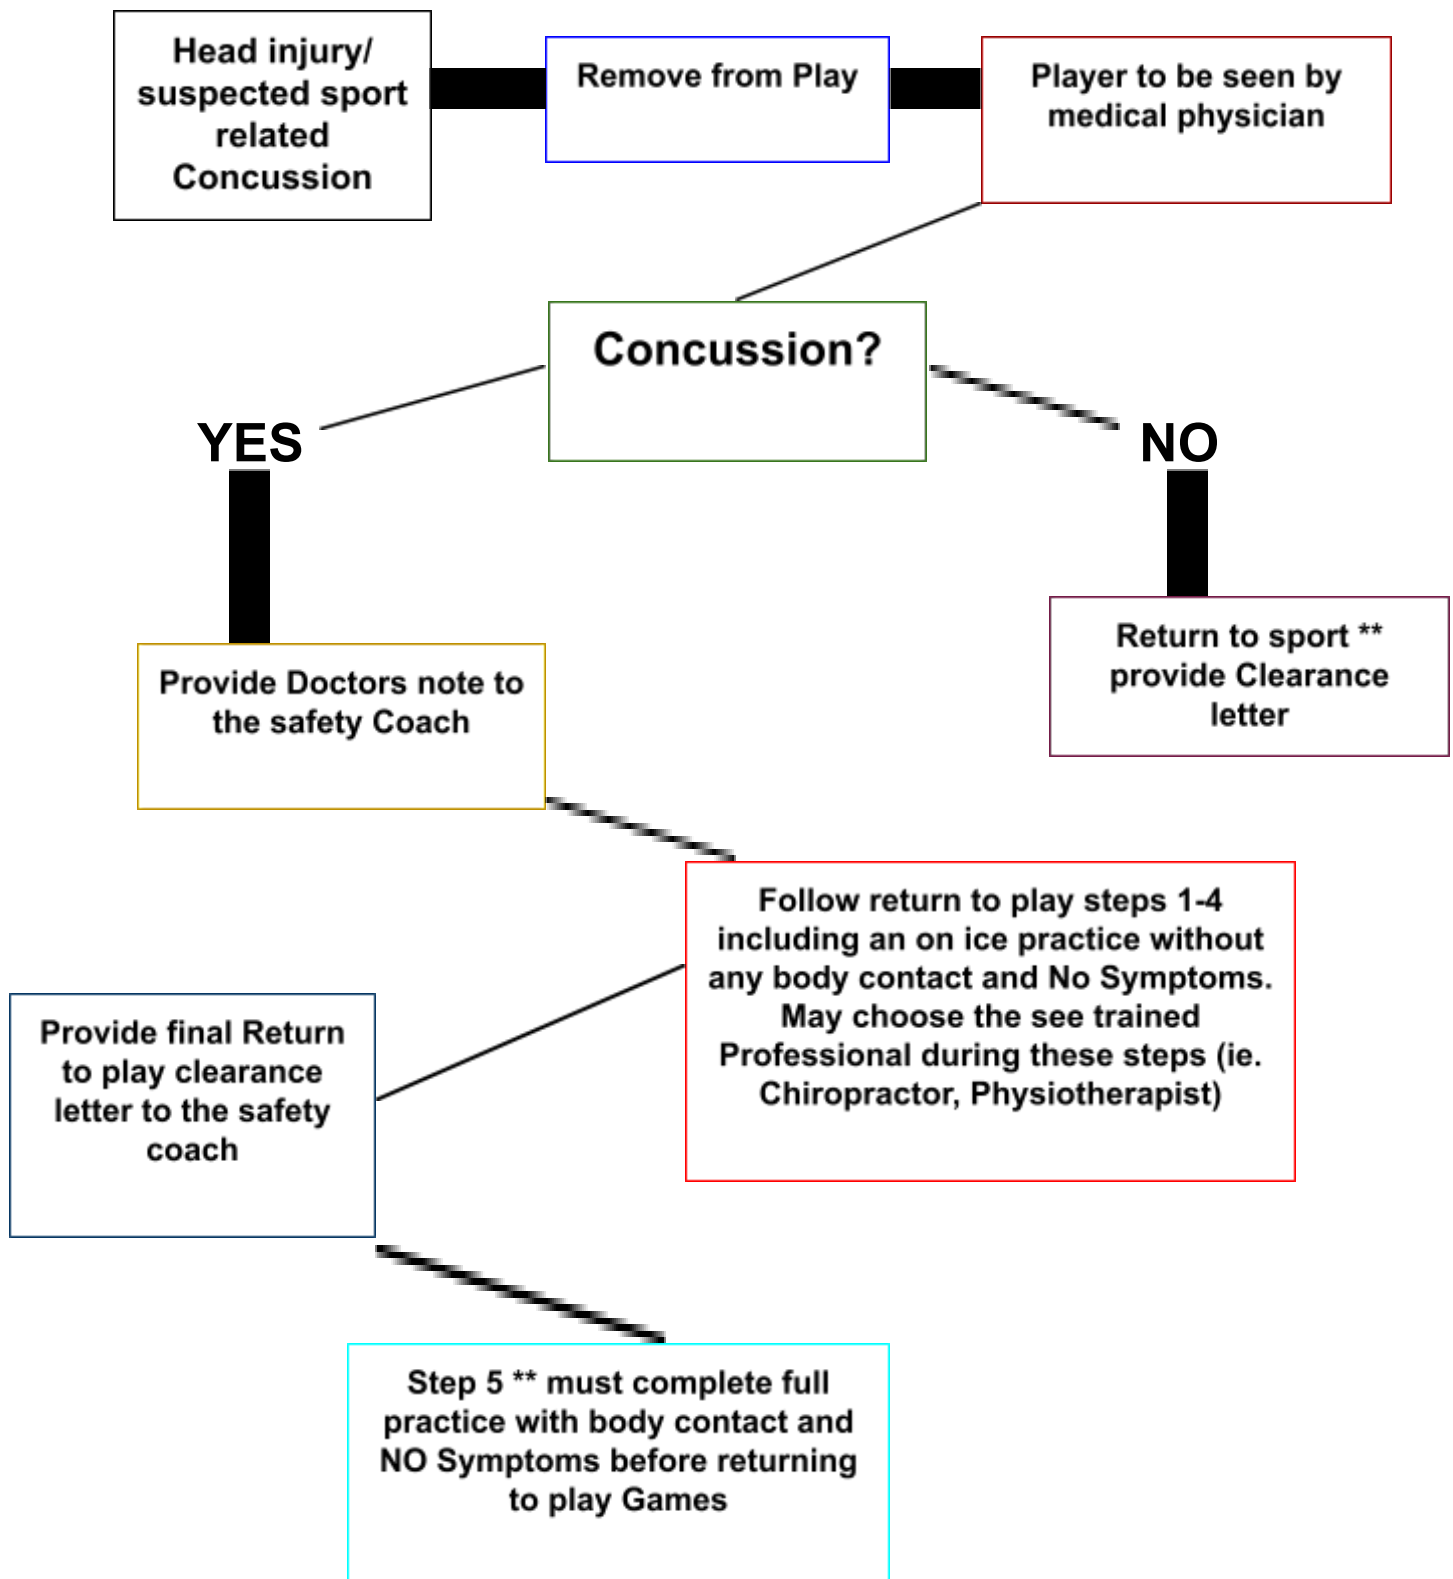 Head injury/
suspected sport
related
Concussion
Remove from Play
Player to be seen by
medical physician
Concussion?
YES
NO
Return to sport **
provide Clearance
letter
Provide Doctors note to
the safety Coach
Follow return to play steps 1-4
including an on ice practice without
any body contact and No Symptoms.
May choose the see trained
Professional during these steps (ie.
Chiropractor, Physiotherapist)
Provide final Return
to play clearance
letter to the safety
coach
Step 5 ** must complete full
practice with body contact and
NO Symptoms before returning
to play Games